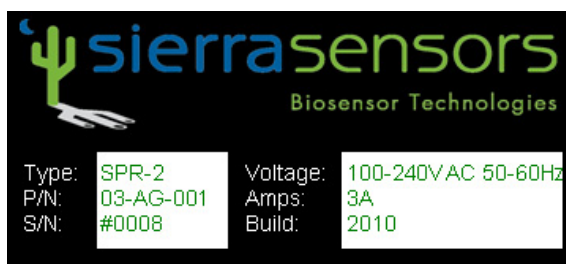 sierrasensors
Biosensor Technologies
Type: SPR-2 Voltage: 100-240VAC 50-60Hz
P/N: 03-AG-001 Amps: 3A
S/N: #0008 Build: 2010